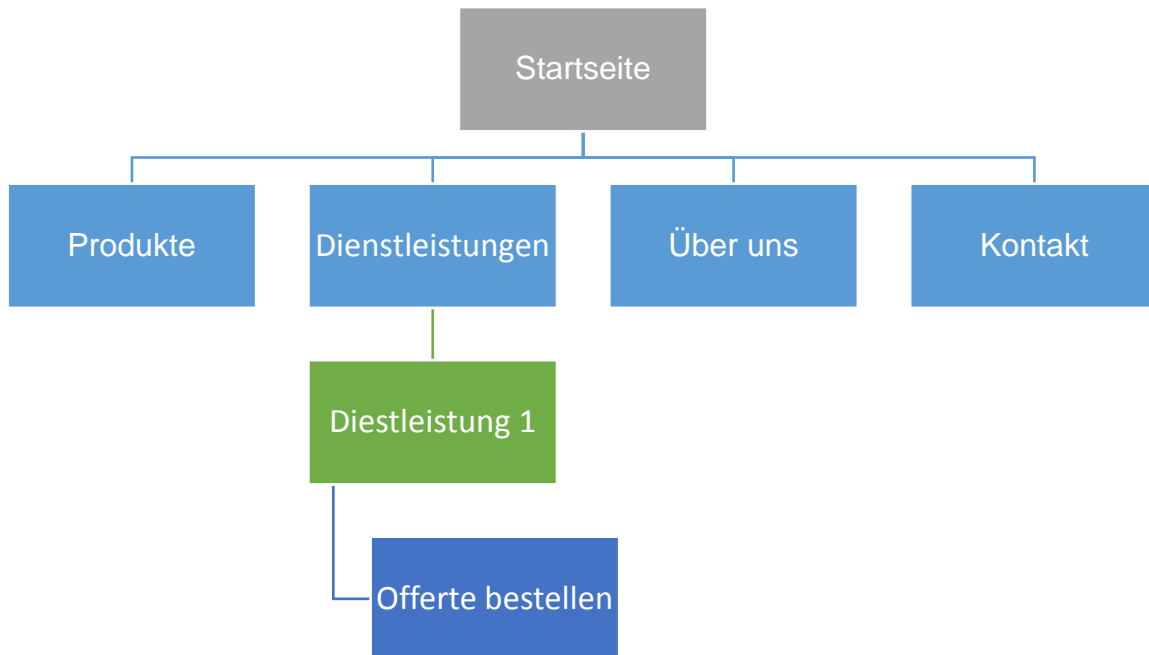 Startseite
Produkte
Dienstleistungen
Über uns
Kontakt
Diestleistung 1
Offerte bestellen